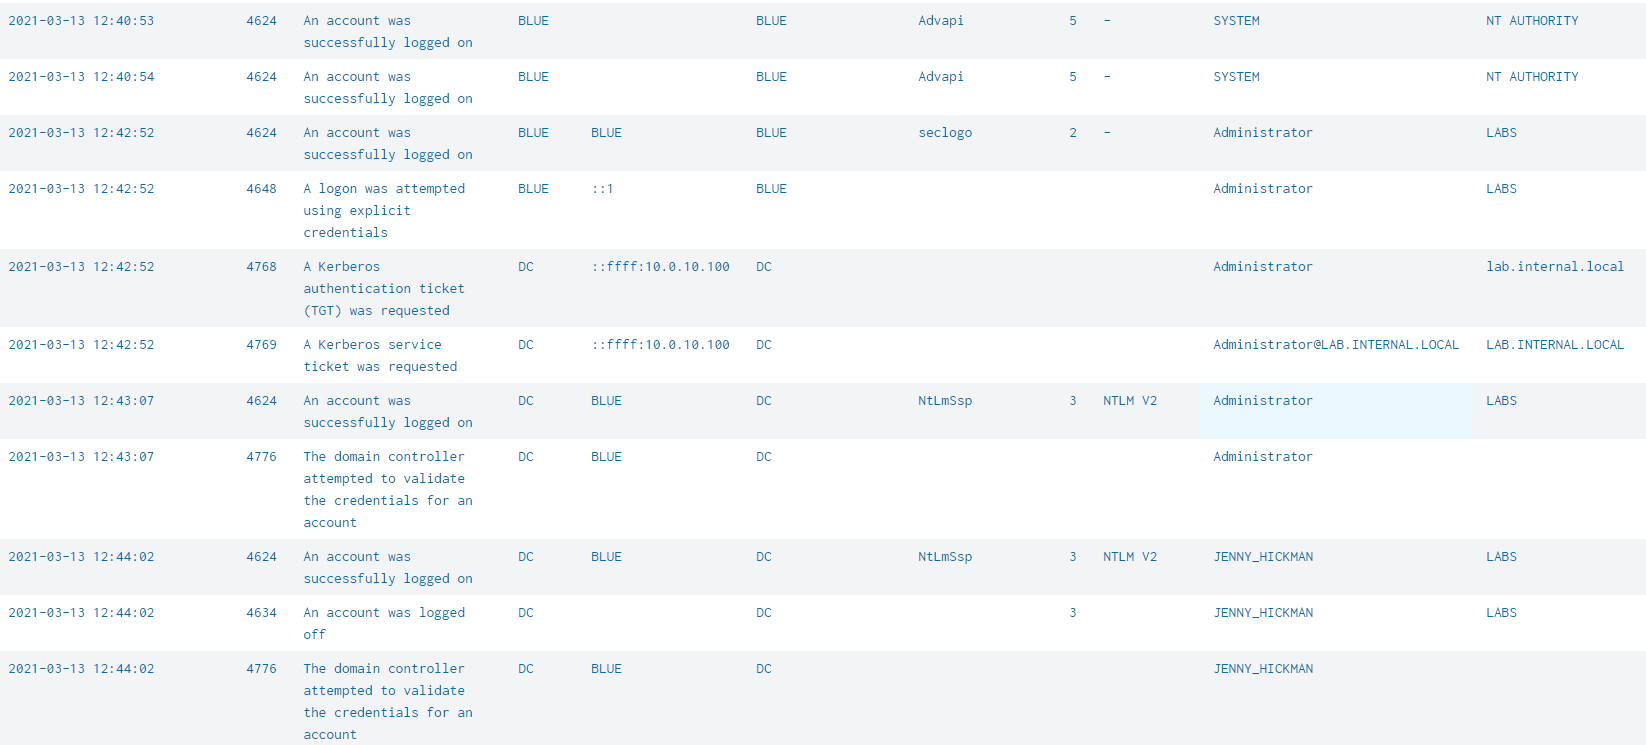 2021-03-13 12:40:53 4624 An account was BLUE BLUE Advapi 5 - SYSTEM NT AUTHORITY
successfully logged on
2021-03-13 12:40:54 4624 An account was BLUE BLUE Advapi 5 - SYSTEM NT AUTHORITY
successfully logged on
2021-03-13 12:42:52 4624 An account was BLUE BLUE BLUE seclogo 2 - Administrator LABS
successfully logged on
2021-03-13 12:42:52 4648 A logon was attempted BLUE ::1 BLUE Administrator LABS
using explicit
credentials
2021-03-13 12:42:52 4768 A Kerberos DC ::ffff:10.0.10.100 DC Administrator lab.internal.local
authentication ticket
(TGT) was requested
2021-03-13 12:42:52 4769 A Kerberos service DC ::ffff:10.0.10.100 DC Administrator@LAB.INTERNAL.LOCAL LAB.INTERNAL.LOCAL
ticket was requested
2021-03-13 12:43:07 4624 An account was DC BLUE DC NtLmSsp 3 NTLM V2 Administrator LABS
successfully logged on
2021-03-13 12:43:07 4776 The domain controller DC BLUE DC Administrator
attempted to validate
the credentials for an
account
2021-03-13 12:44:02 4624 An account was DC BLUE DC NtLmSsp 3 NTLM V2 JENNY_HICKMAN LABS
successfully logged on
2021-03-13 12:44:02 4634 An account was logged DC DC 3 JENNY_HICKMAN LABS
off
2021-03-13 12:44:02 4776 The domain controller DC BLUE DC JENNY_HICKMAN
attempted to validate
the credentials for an
account